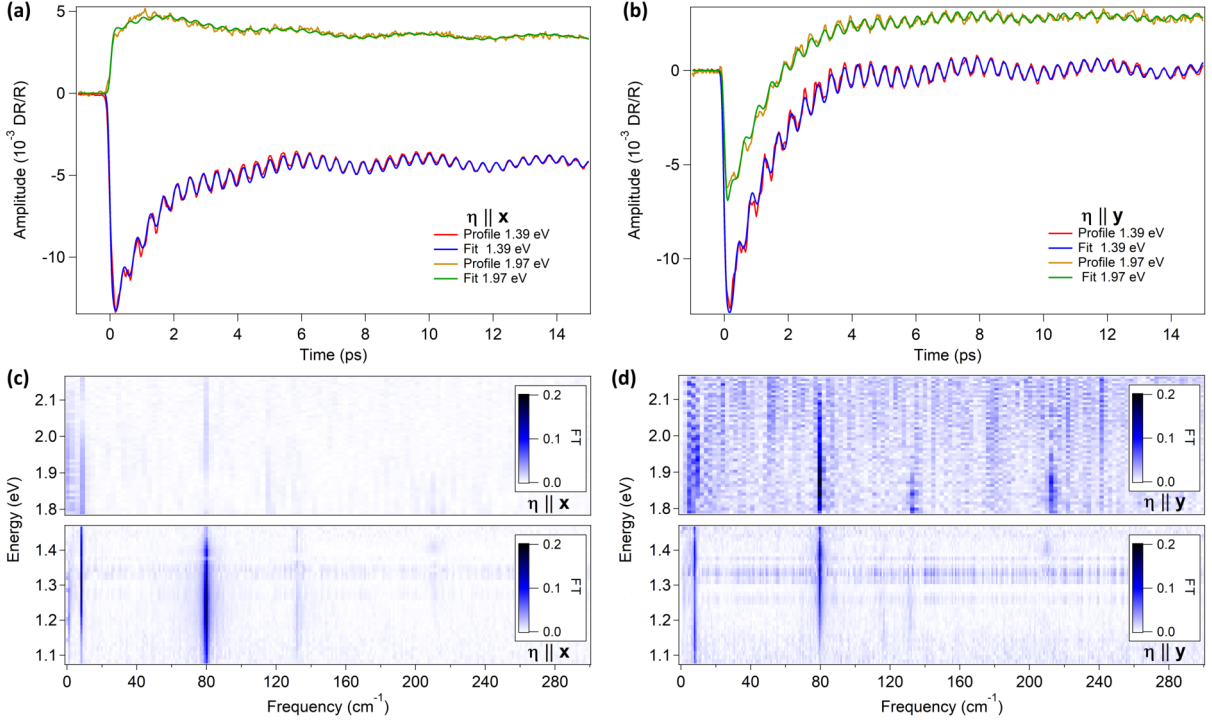 (a)
5
0
-5
-10
Amplitude (10⁻³ DR/R)
η || x
Profile 1.39 eV
Fit 1.39 eV
Profile 1.97 eV
Fit 1.97 eV
0 2 4 6 8 10 12 14
Time (ps)
(b)
0
-5
-10
Amplitude (10⁻³ DR/R)
η || y
Profile 1.39 eV
Fit 1.39 eV
Profile 1.97 eV
Fit 1.97 eV
0 2 4 6 8 10 12 14
Time (ps)
(c)
2.1
2.0
1.9
1.8
0.2
0.1
0.0
FT
η || x
Energy (eV)
1.4
1.3
1.2
1.1
0.2
0.1
0.0
FT
η || x
0 40 80 120 160 200 240 280
Frequency (cm⁻¹)
(d)
2.1
2.0
1.9
1.8
0.2
0.1
0.0
FT
η || y
Energy (eV)
1.4
1.3
1.2
1.1
0.2
0.1
0.0
FT
η || y
0 40 80 120 160 200 240 280
Frequency (cm⁻¹)